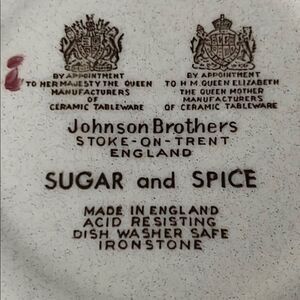 BY APPOINTMENT
TO HER MAJESTY THE QUEEN
MANUFACTURERS
OF
CERAMIC TABLEWARE
BY APPOINTMENT
TO H M QUEEN ELIZABETH
THE QUEEN MOTHER
MANUFACTURERS
OF CERAMIC TABLEWARE
Johnson Brothers
STOKE-ON-TRENT
ENGLAND
SUGAR and SPICE
MADE IN ENGLAND
ACID RESISTING
DISH WASHER SAFE
IRONSTONE